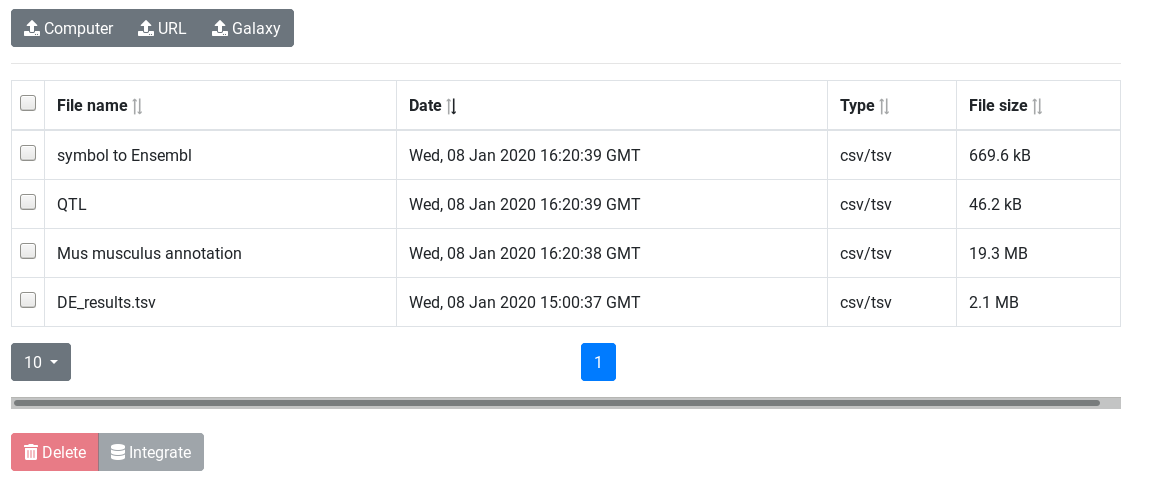 Computer URL Galaxy
File name Date Type File size
symbol to Ensembl Wed, 08 Jan 2020 16:20:39 GMT csv/tsv 669.6 kB
QTL Wed, 08 Jan 2020 16:20:39 GMT csv/tsv 46.2 kB
Mus musculus annotation Wed, 08 Jan 2020 16:20:38 GMT csv/tsv 19.3 MB
DE_results.tsv Wed, 08 Jan 2020 15:00:37 GMT csv/tsv 2.1 MB
10 1
Delete Integrate